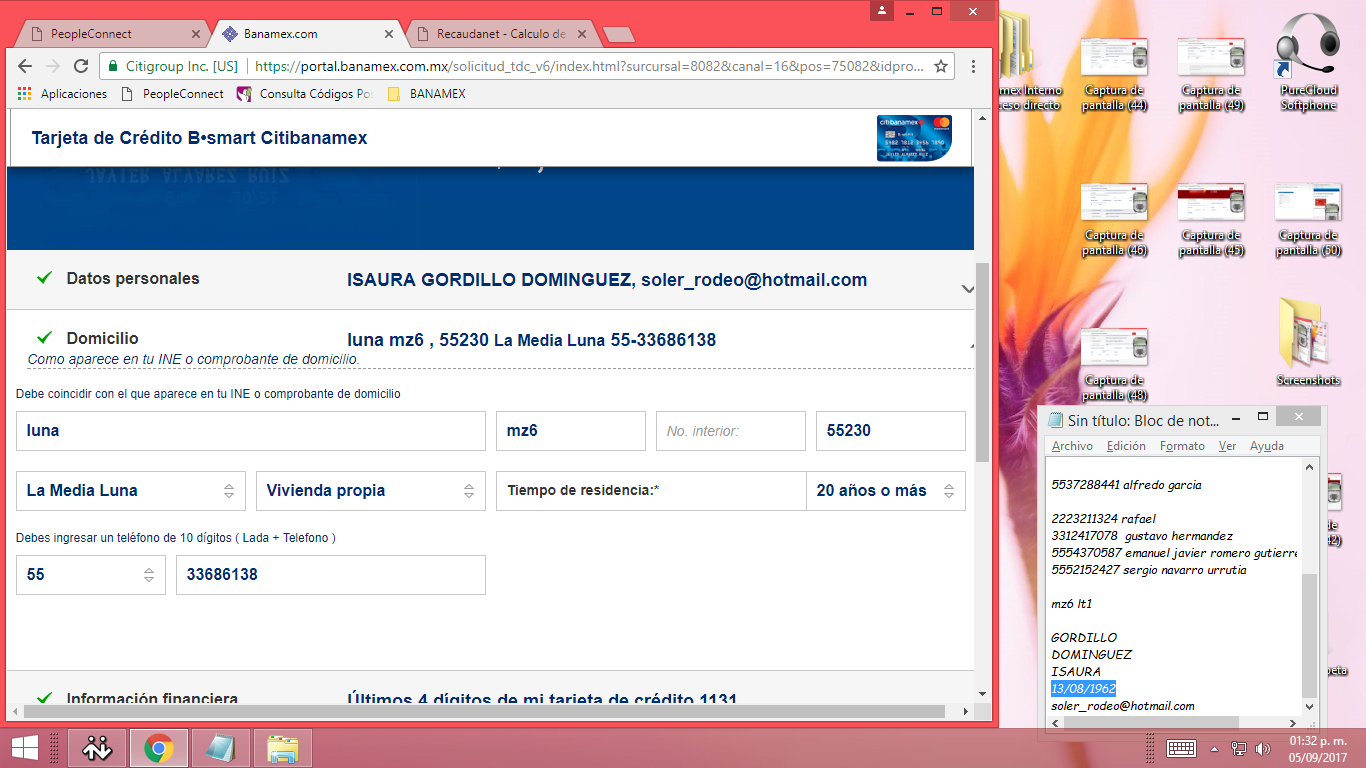 PeopleConnect
Banamex.com
Recaudanet - Calculo de
Citigroup Inc. [US]
https://portal.banamex.com.mx/solicitud_idc_v6/index.html?surcursal=8082&canal=16&pos=75982&idpro...
Aplicaciones
PeopleConnect
Consulta Códigos Po
BANAMEX
Tarjeta de Crédito B•smart Citibanamex
citibanamex
JAVIER ALVAREZ RUIZ
Datos personales
ISAURA GORDILLO DOMINGUEZ, soler_rodeo@hotmail.com
Domicilio
luna mz6 , 55230 La Media Luna 55-33686138
Como aparece en tu INE o comprobante de domicilio.
Debe coincidir con el que aparece en tu INE o comprobante de domicilio
luna
mz6
No. interior:
55230
La Media Luna
Vivienda propia
Tiempo de residencia:*
20 años o más
Debes ingresar un teléfono de 10 dígitos ( Lada + Telefono )
55
33686138
Información financiera
Últimos 4 dígitos de mi tarjeta de crédito 1131
mex Interno
eso directo
Captura de
pantalla (44)
Captura de
pantalla (49)
PureCloud
Softphone
Captura de
pantalla (46)
Captura de
pantalla (45)
Captura de
pantalla (50)
Captura de
pantalla (48)
Screenshots
Sin título: Bloc de not...
Archivo
Edición
Formato
Ver
Ayuda
5537288441 alfredo garcia
2223211324 rafael
3312417078 gustavo hernandez
5554370587 emanuel javier romero gutierre
5552152427 sergio navarro urrutia
mz6 lt1
GORDILLO
DOMINGUEZ
ISAURA
13/08/1962
soler_rodeo@hotmail.com
01:32 p. m.
05/09/2017